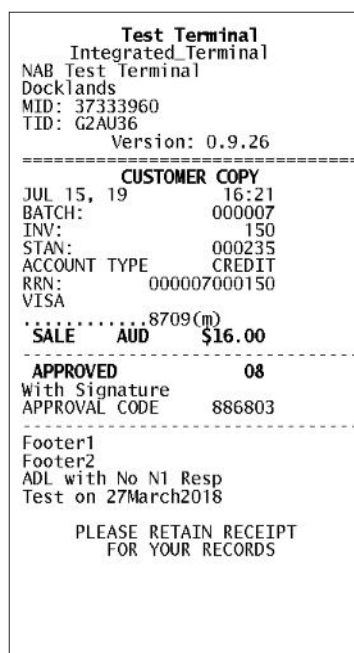 Test Terminal
Integrated_Terminal
NAB Test Terminal
Docklands
MID: 37333960
TID: G2AU36
Version: 0.9.26
================================
CUSTOMER COPY
JUL 15, 19 16:21
BATCH: 000007
INV: 150
STAN: 000235
ACCOUNT TYPE CREDIT
RRN: 000007000150
VISA
............8709(m)
SALE AUD $16.00
--------------------------------
APPROVED 08
With Signature
APPROVAL CODE 886803
--------------------------------
Footer1
Footer2
ADL with No N1 Resp
Test on 27March2018
PLEASE RETAIN RECEIPT
FOR YOUR RECORDS